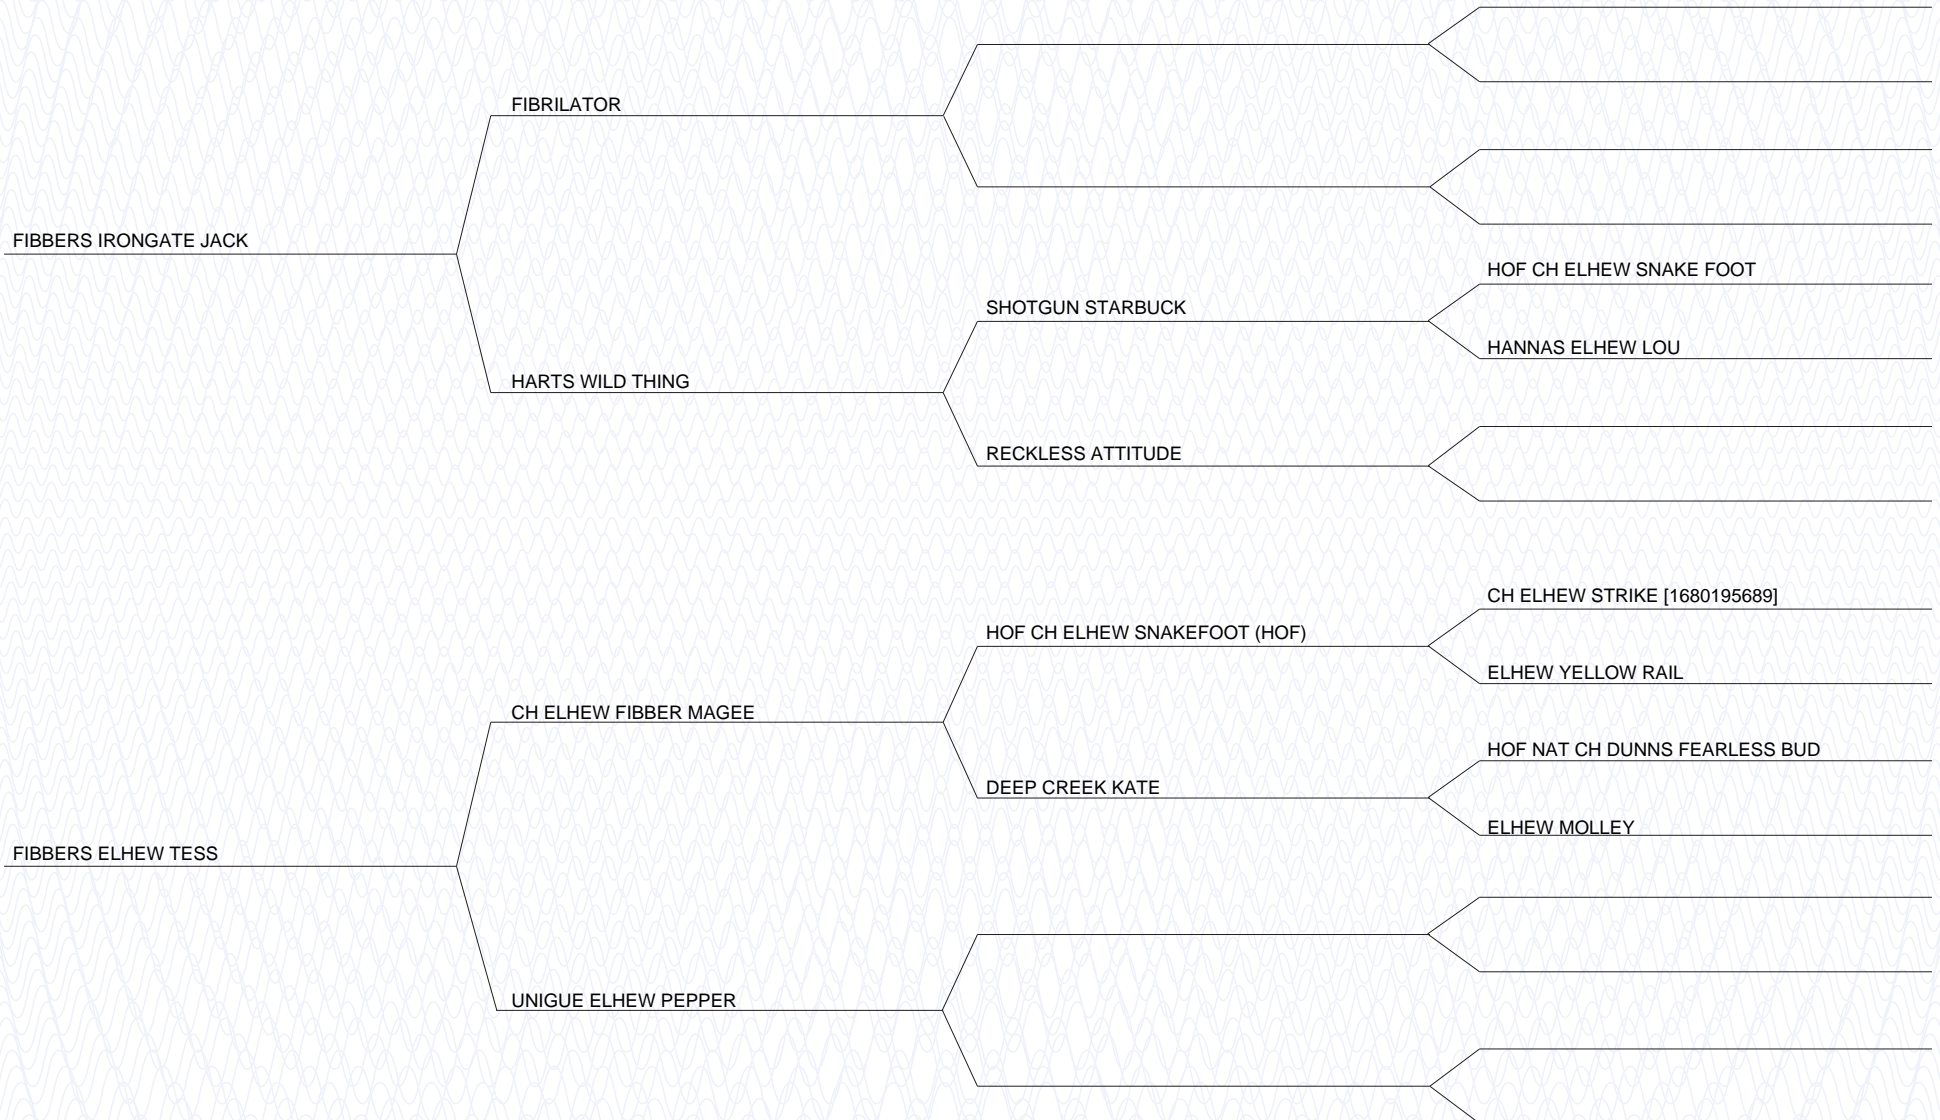 FIBRILATOR
FIBBERS IRONGATE JACK
HOF CH ELHEW SNAKE FOOT
SHOTGUN STARBUCK
HANNAS ELHEW LOU
HARTS WILD THING
RECKLESS ATTITUDE
CH ELHEW STRIKE [1680195689]
HOF CH ELHEW SNAKEFOOT (HOF)
ELHEW YELLOW RAIL
CH ELHEW FIBBER MAGEE
HOF NAT CH DUNNS FEARLESS BUD
DEEP CREEK KATE
ELHEW MOLLEY
FIBBERS ELHEW TESS
UNIGUE ELHEW PEPPER